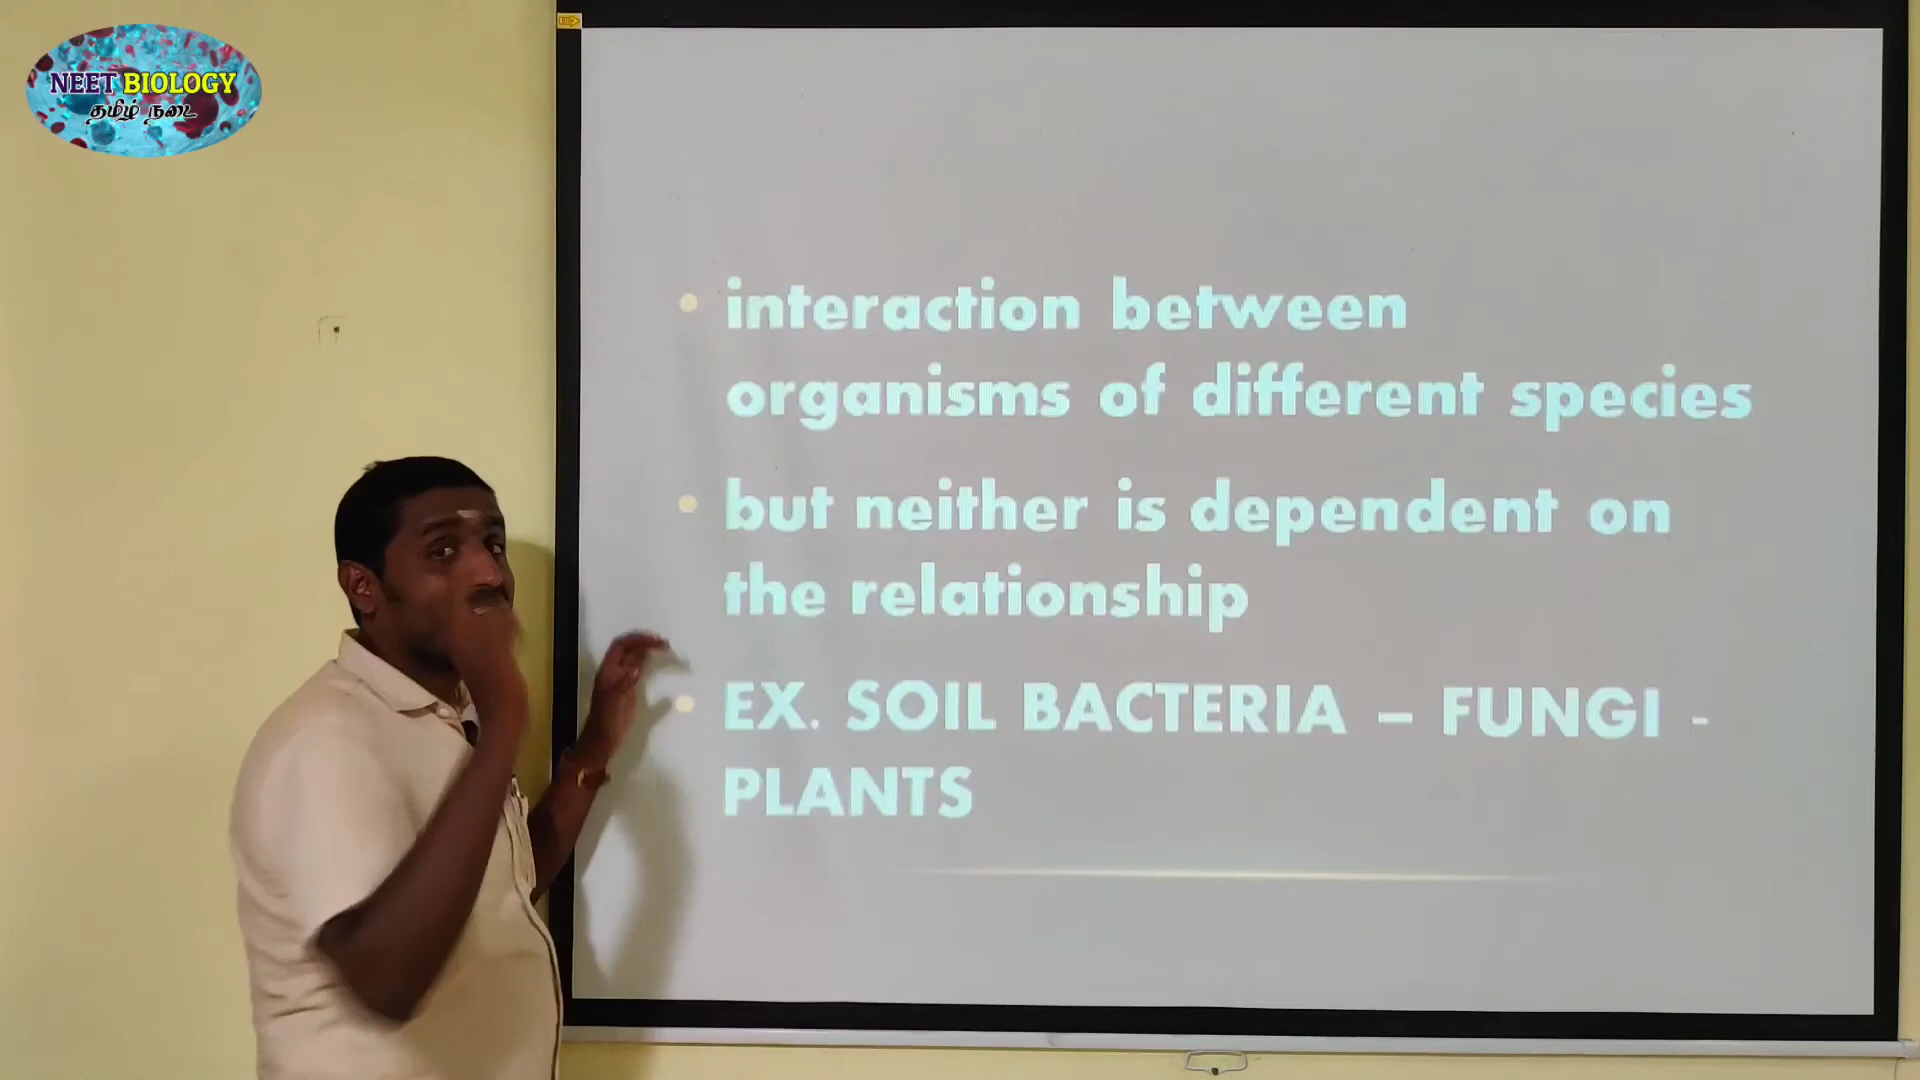 NEET BIOLOGY
தமிழ் நடை
• interaction between
organisms of different species
• but neither is dependent on
the relationship
• EX. SOIL BACTERIA – FUNGI -
PLANTS